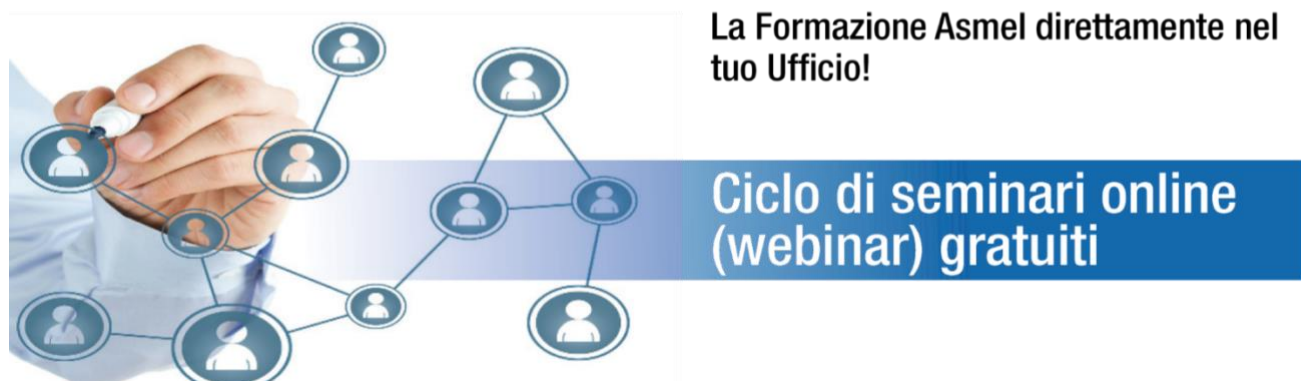 La Formazione Asmel direttamente nel
tuo Ufficio!
Ciclo di seminari online
(webinar) gratuiti